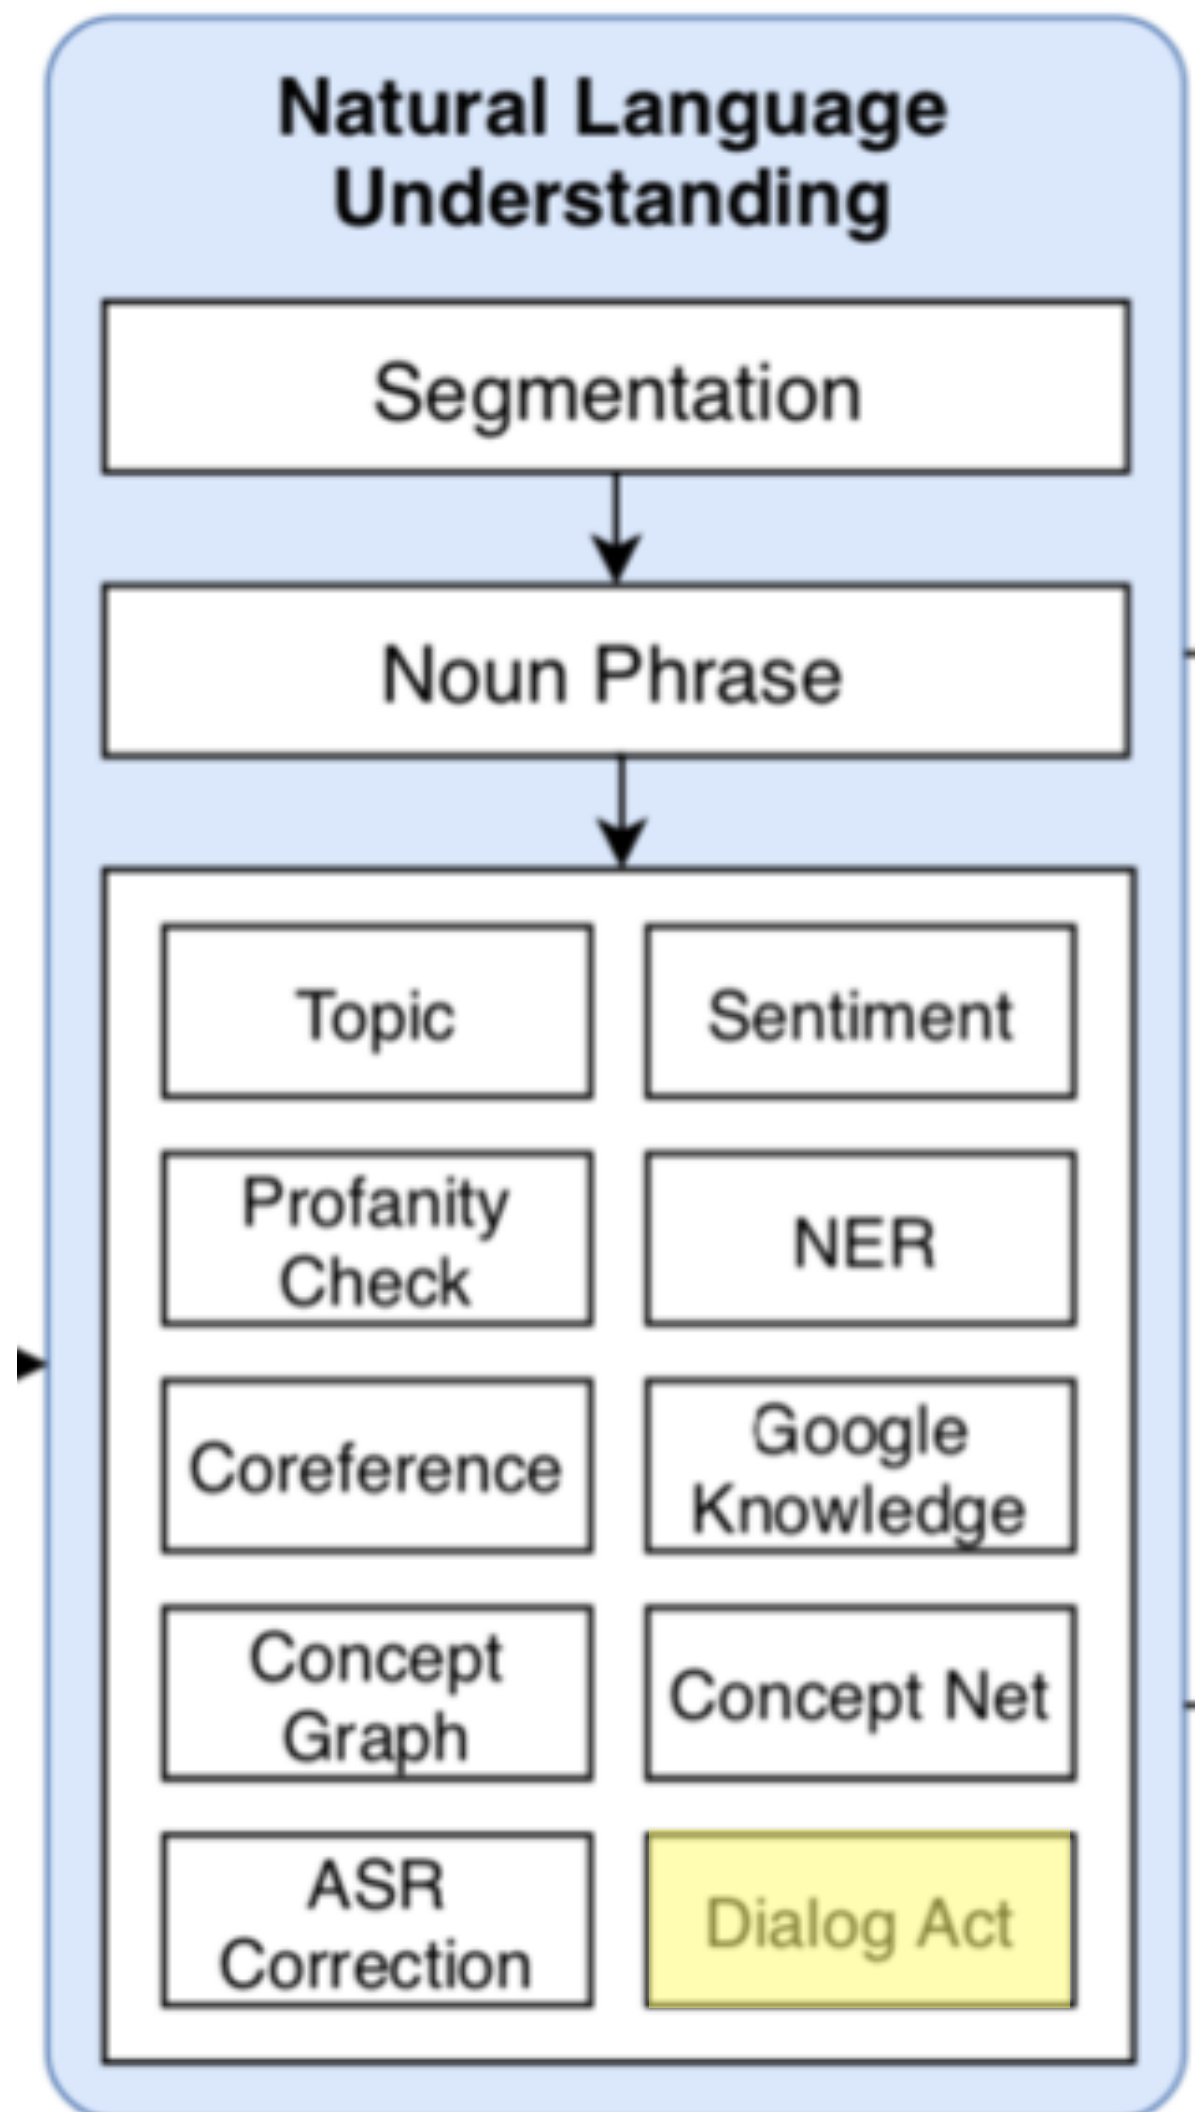 Natural Language
Understanding
Segmentation
Noun Phrase
Topic
Sentiment
Profanity
Check
NER
Coreference
Google
Knowledge
Concept
Graph
Concept Net
ASR
Correction
Dialog Act